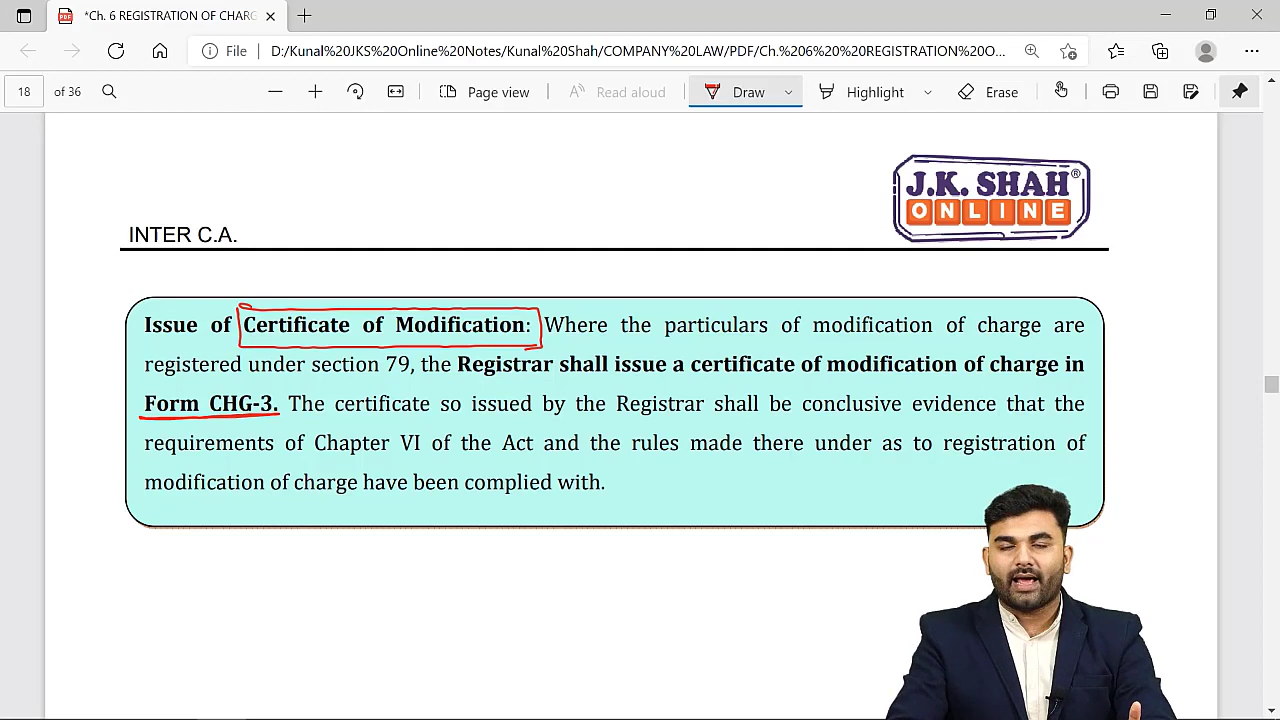 *Ch. 6 REGISTRATION OF CHARG
File D:/Kunal%20JKS%20Online%20Notes/Kunal%20Shah/COMPANY%20LAW/PDF/Ch.%206%20%20REGISTRATION%20O...
18 of 36 Page view Read aloud Draw Highlight Erase
J.K. SHAH®
ONLINE
INTER C.A.
Issue of Certificate of Modification: Where the particulars of modification of charge are
registered under section 79, the Registrar shall issue a certificate of modification of charge in
Form CHG-3. The certificate so issued by the Registrar shall be conclusive evidence that the
requirements of Chapter VI of the Act and the rules made there under as to registration of
modification of charge have been complied with.